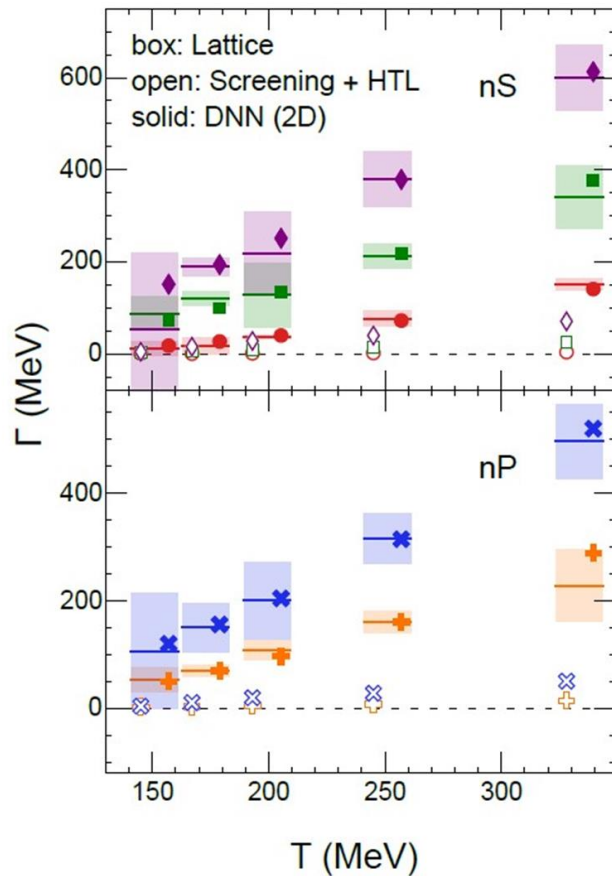 box: Lattice
open: Screening + HTL
solid: DNN (2D)
nS
600
400
200
0
Γ (MeV)
nP
400
200
0
150
200
250
300
T (MeV)